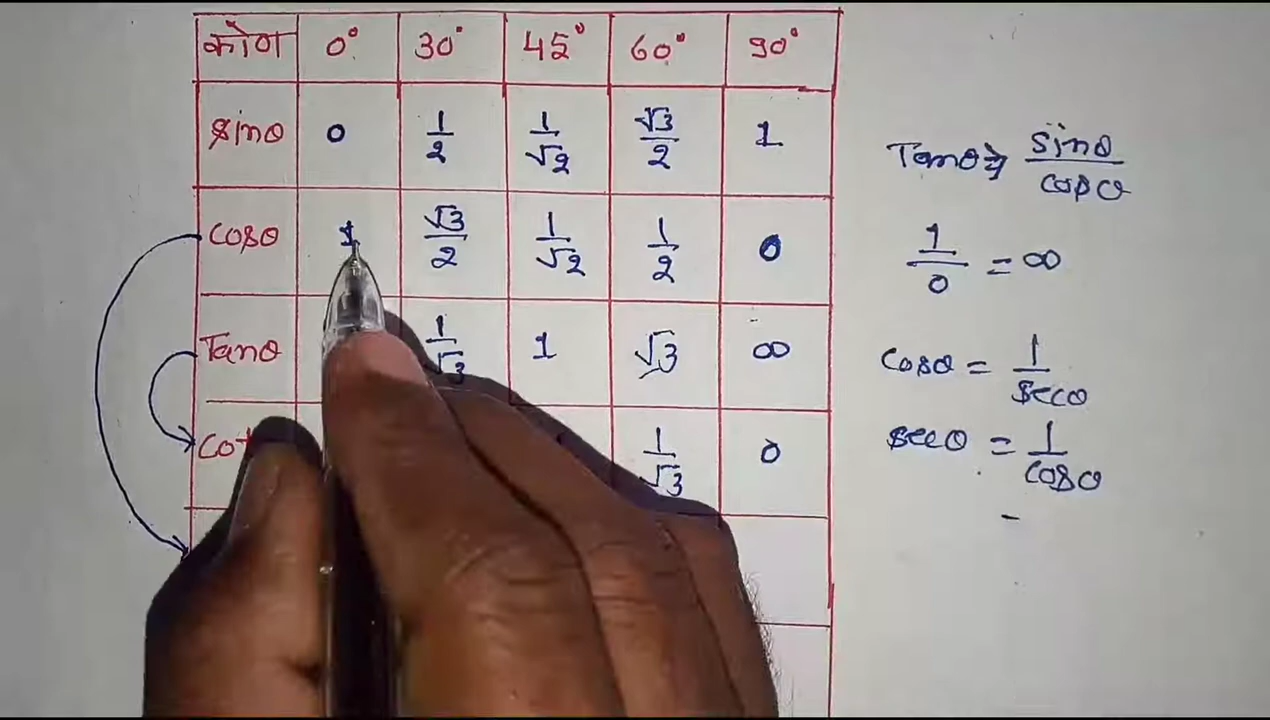 कोण 0° 30° 45° 60° 90°
sinθ 0 1/2 1/√2 √3/2 1
cosθ 1 √3/2 1/√2 1/2 0
Tanθ 1/√3 1 √3 ∞
cot 1/√3 0
Tanθ ⇒ sinθ/cosθ
1/0 = ∞
cosθ = 1/secθ
secθ = 1/cosθ
-